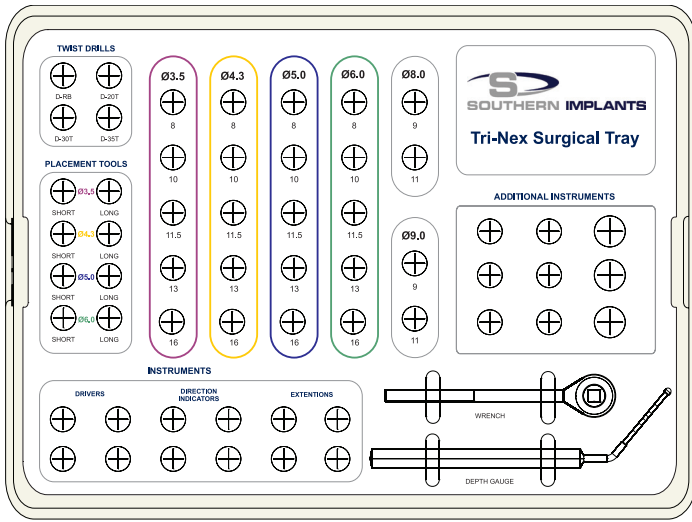 TWIST DRILLS
D-RB D-20T
D-30T D-35T
PLACEMENT TOOLS
Ø3.5
SHORT LONG
Ø4.3
SHORT LONG
Ø5.0
SHORT LONG
Ø6.0
SHORT LONG
Ø3.5
8
10
11.5
13
16
Ø4.3
8
10
11.5
13
16
Ø5.0
8
10
11.5
13
16
Ø6.0
8
10
11.5
13
16
Ø8.0
9
11
Ø9.0
9
11
SOUTHERN IMPLANTS
Tri-Nex Surgical Tray
ADDITIONAL INSTRUMENTS
INSTRUMENTS
DRIVERS
DIRECTION
INDICATORS
EXTENTIONS
WRENCH
DEPTH GAUGE